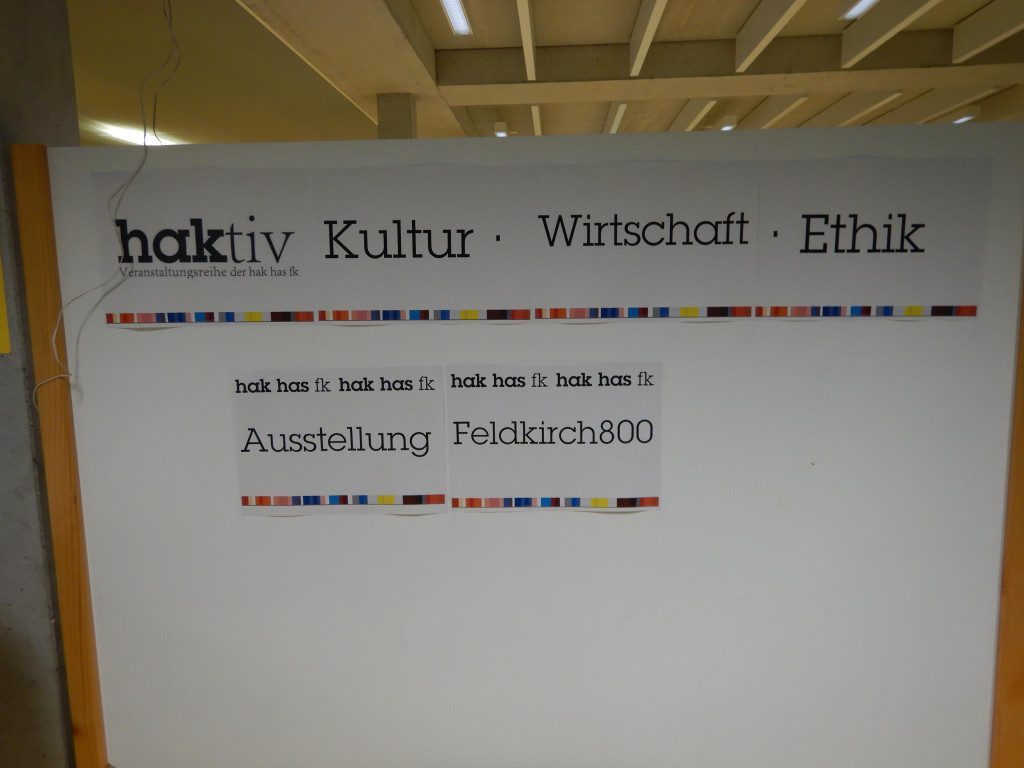 haktiv Kultur · Wirtschaft · Ethik
Veranstaltungsreihe der hak has fk
hak has fk hak has fk hak has fk hak has fk
Ausstellung Feldkirch800